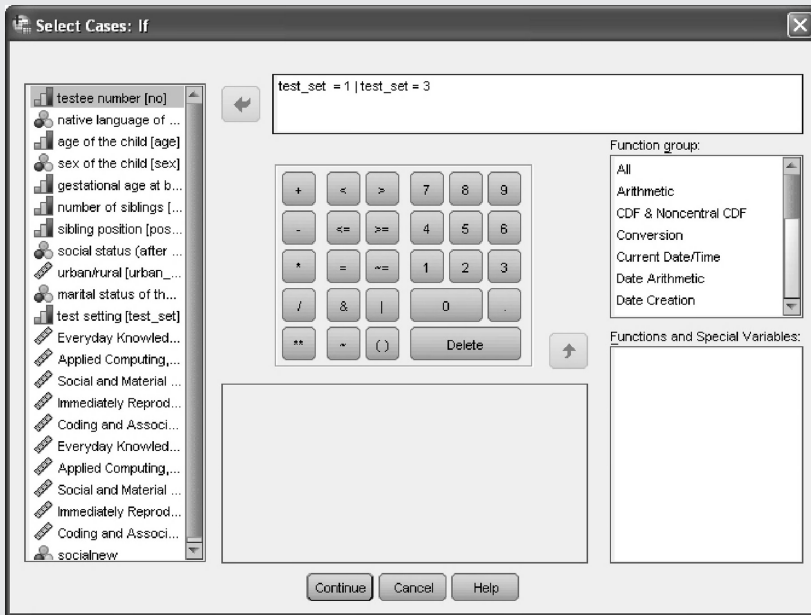 Select Cases: If
testee number [no]
native language of ...
age of the child [age]
sex of the child [sex]
gestational age at b...
number of siblings [...
sibling position [pos...
social status (after ...
urban/rural [urban_...
marital status of th...
test setting [test_set]
Everyday Knowled...
Applied Computing,...
Social and Material ...
Immediately Reprod...
Coding and Associ...
Everyday Knowled...
Applied Computing,...
Social and Material ...
Immediately Reprod...
Coding and Associ...
socialnew
test_set = 1 | test_set = 3
+ < > 7 8 9
- <= >= 4 5 6
* = ~= 1 2 3
/ & | 0 .
** ~ ( ) Delete
Function group:
All
Arithmetic
CDF & Noncentral CDF
Conversion
Current Date/Time
Date Arithmetic
Date Creation
Functions and Special Variables:
Continue Cancel Help